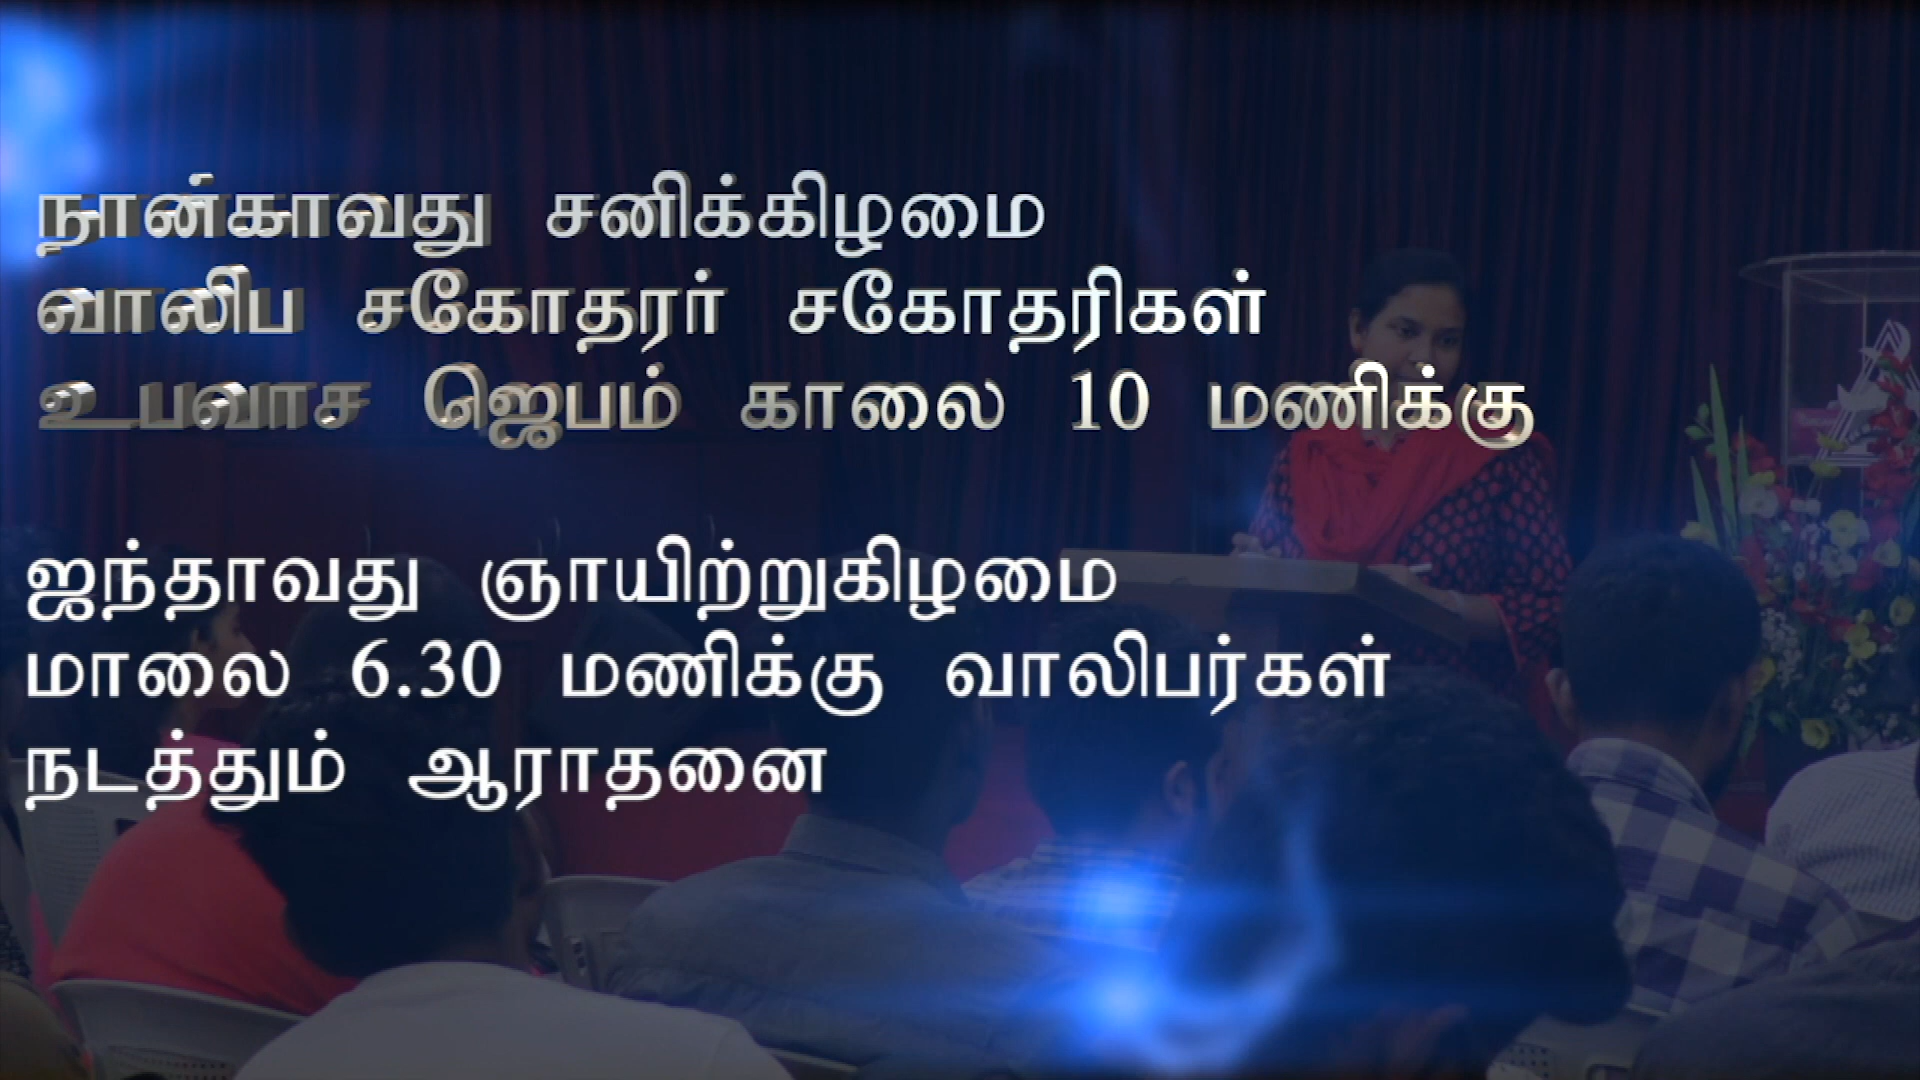 நான்காவது சனிக்கிழமை
வாலிப சகோதரர் சகோதரிகள்
உபவாச ஜெபம் காலை 10 மணிக்கு
ஐந்தாவது ஞாயிற்றுகிழமை
மாலை 6.30 மணிக்கு வாலிபர்கள்
நடத்தும் ஆராதனை